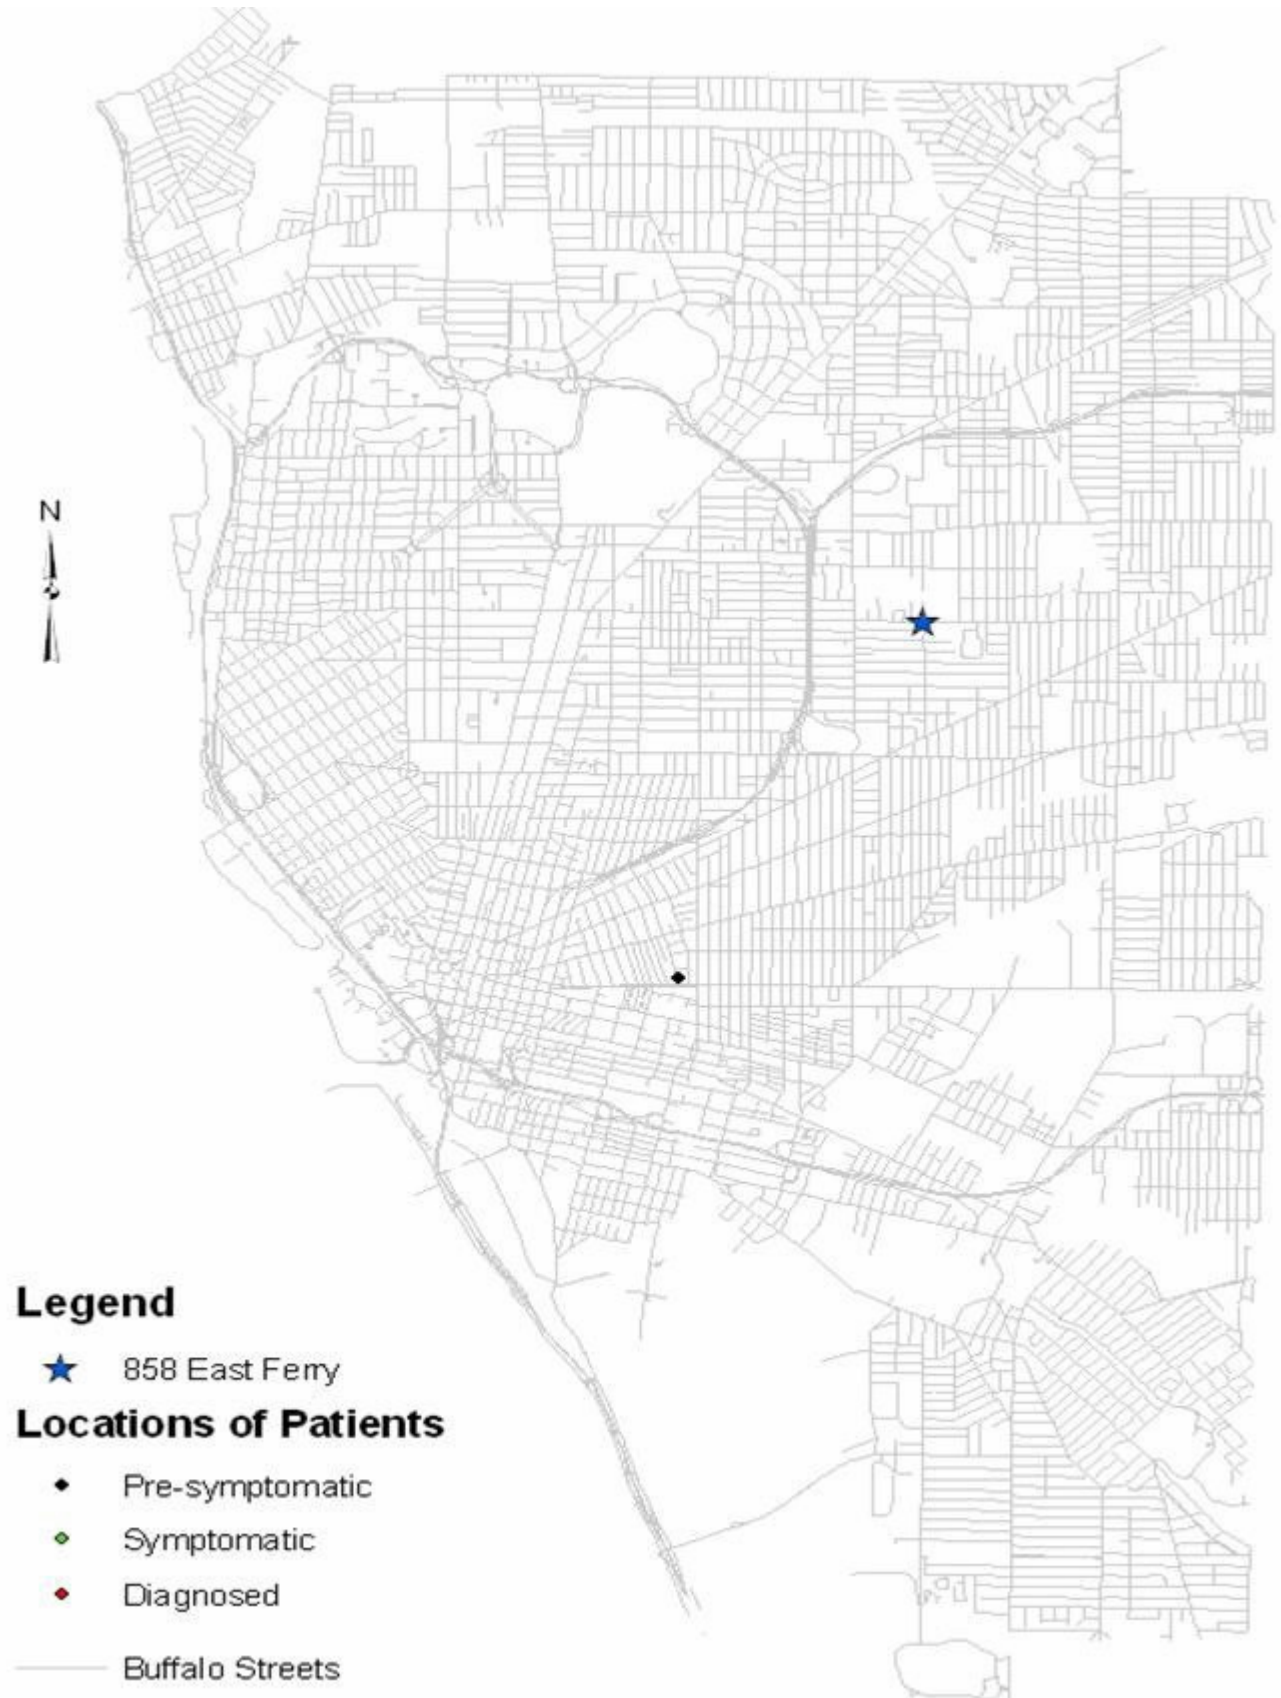 N
Legend
858 East Ferry
Locations of Patients
Pre-symptomatic
Symptomatic
Diagnosed
Buffalo Streets